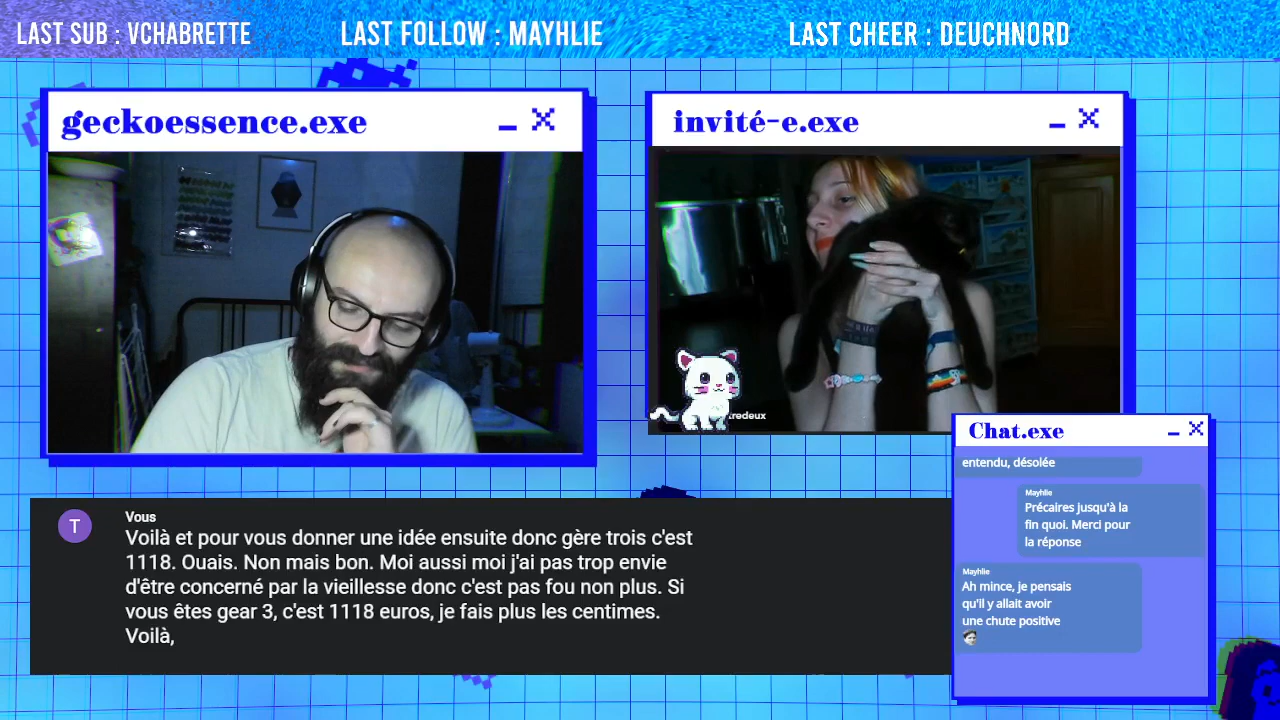 LAST SUB : VCHABRETTE
LAST FOLLOW : MAYHLIE
LAST CHEER : DEUCHNORD
geckoessence.exe
invité-e.exe
redeux
Vous
T
Voilà et pour vous donner une idée ensuite donc gère trois c'est
1118. Ouais. Non mais bon. Moi aussi moi j'ai pas trop envie
d'être concerné par la vieillesse donc c'est pas fou non plus. Si
vous êtes gear 3, c'est 1118 euros, je fais plus les centimes.
Voilà,
Chat.exe
entendu, désolée
Mayhlie
Précaires jusqu'à la
fin quoi. Merci pour
la réponse
Mayhlie
Ah mince, je pensais
qu'il y allait avoir
une chute positive